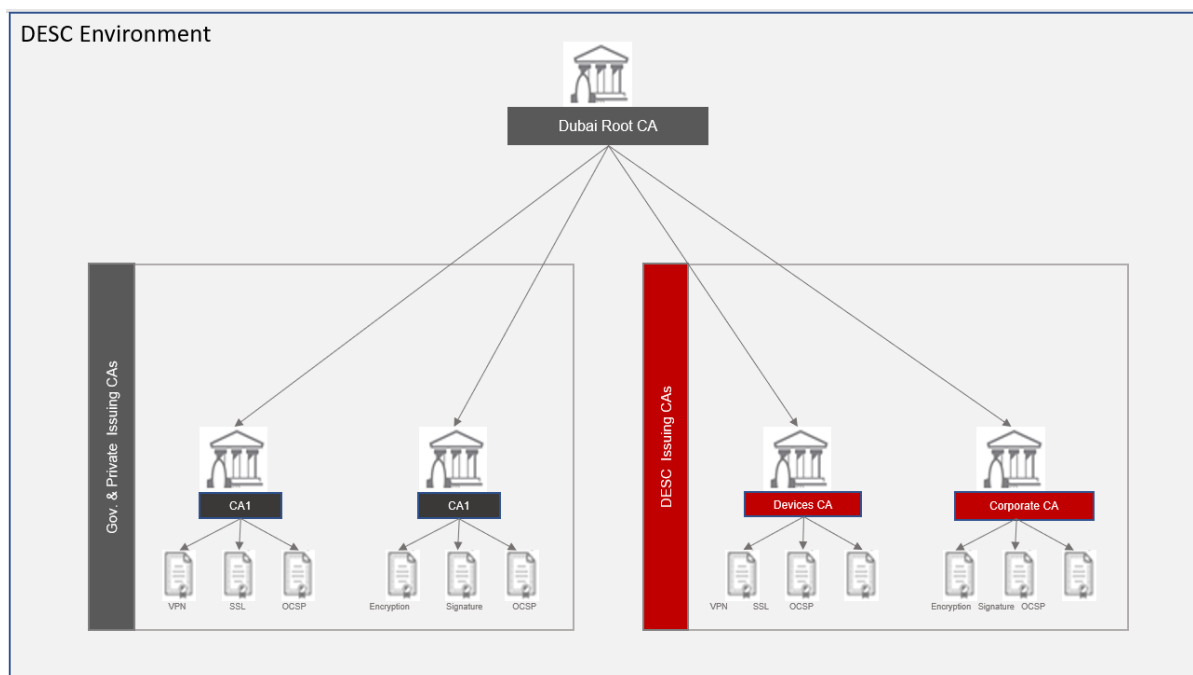 DESC Environment
Dubai Root CA
Gov. & Private Issuing CAs
CA1
CA1
VPN SSL OCSP
Encryption Signature OCSP
DESC Issuing CAs
Devices CA
Corporate CA
VPN SSL OCSP
Encryption Signature OCSP